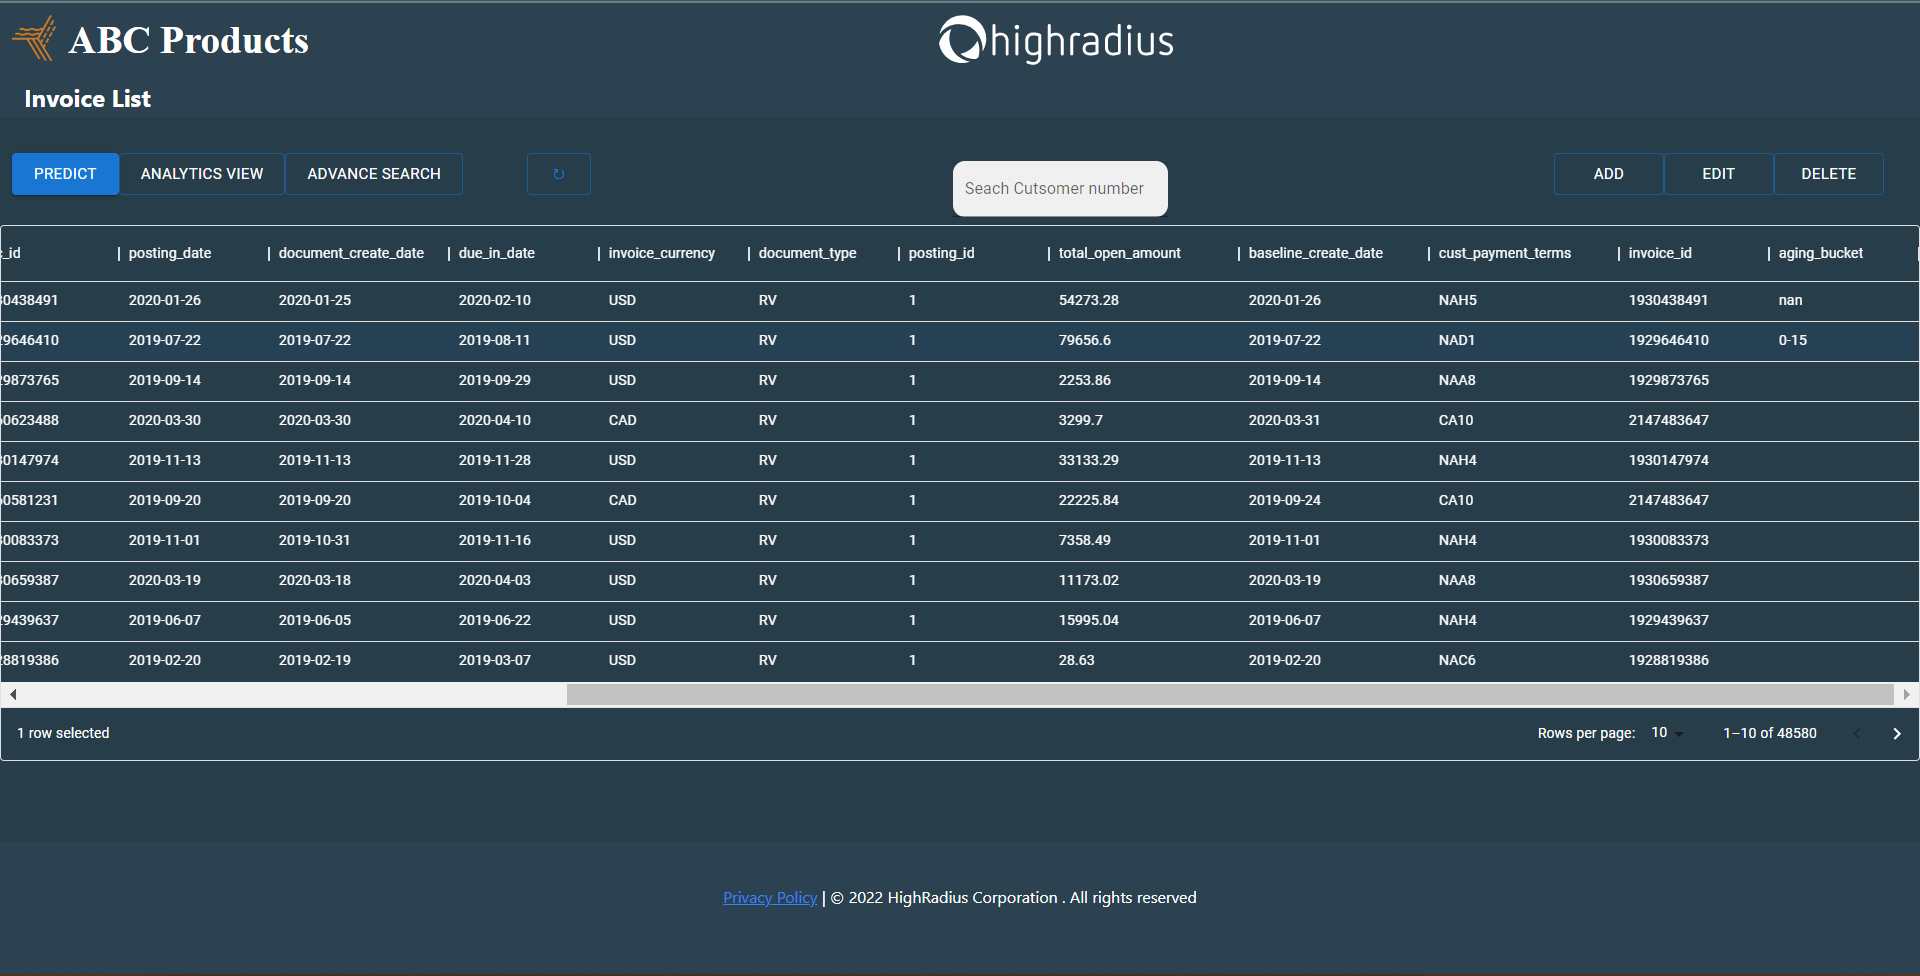 ABC Products
highradius
Invoice List
PREDICT ANALYTICS VIEW ADVANCE SEARCH ↻ Seach Cutsomer number ADD EDIT DELETE
_id posting_date document_create_date due_in_date invoice_currency document_type posting_id total_open_amount baseline_create_date cust_payment_terms invoice_id aging_bucket
30438491 2020-01-26 2020-01-25 2020-02-10 USD RV 1 54273.28 2020-01-26 NAH5 1930438491 nan
29646410 2019-07-22 2019-07-22 2019-08-11 USD RV 1 79656.6 2019-07-22 NAD1 1929646410 0-15
29873765 2019-09-14 2019-09-14 2019-09-29 USD RV 1 2253.86 2019-09-14 NAA8 1929873765
60623488 2020-03-30 2020-03-30 2020-04-10 CAD RV 1 3299.7 2020-03-31 CA10 2147483647
30147974 2019-11-13 2019-11-13 2019-11-28 USD RV 1 33133.29 2019-11-13 NAH4 1930147974
60581231 2019-09-20 2019-09-20 2019-10-04 CAD RV 1 22225.84 2019-09-24 CA10 2147483647
30083373 2019-11-01 2019-10-31 2019-11-16 USD RV 1 7358.49 2019-11-01 NAH4 1930083373
30659387 2020-03-19 2020-03-18 2020-04-03 USD RV 1 11173.02 2020-03-19 NAA8 1930659387
29439637 2019-06-07 2019-06-05 2019-06-22 USD RV 1 15995.04 2019-06-07 NAH4 1929439637
28819386 2019-02-20 2019-02-19 2019-03-07 USD RV 1 28.63 2019-02-20 NAC6 1928819386
1 row selected Rows per page: 10 1–10 of 48580
Privacy Policy | © 2022 HighRadius Corporation . All rights reserved